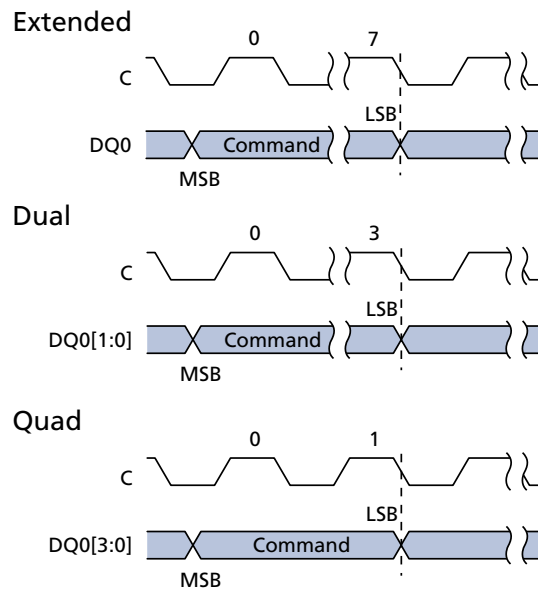 Extended
0 7
C
LSB
DQ0 Command
MSB
Dual
0 3
C
LSB
DQ0[1:0] Command
MSB
Quad
0 1
C
LSB
DQ0[3:0] Command
MSB